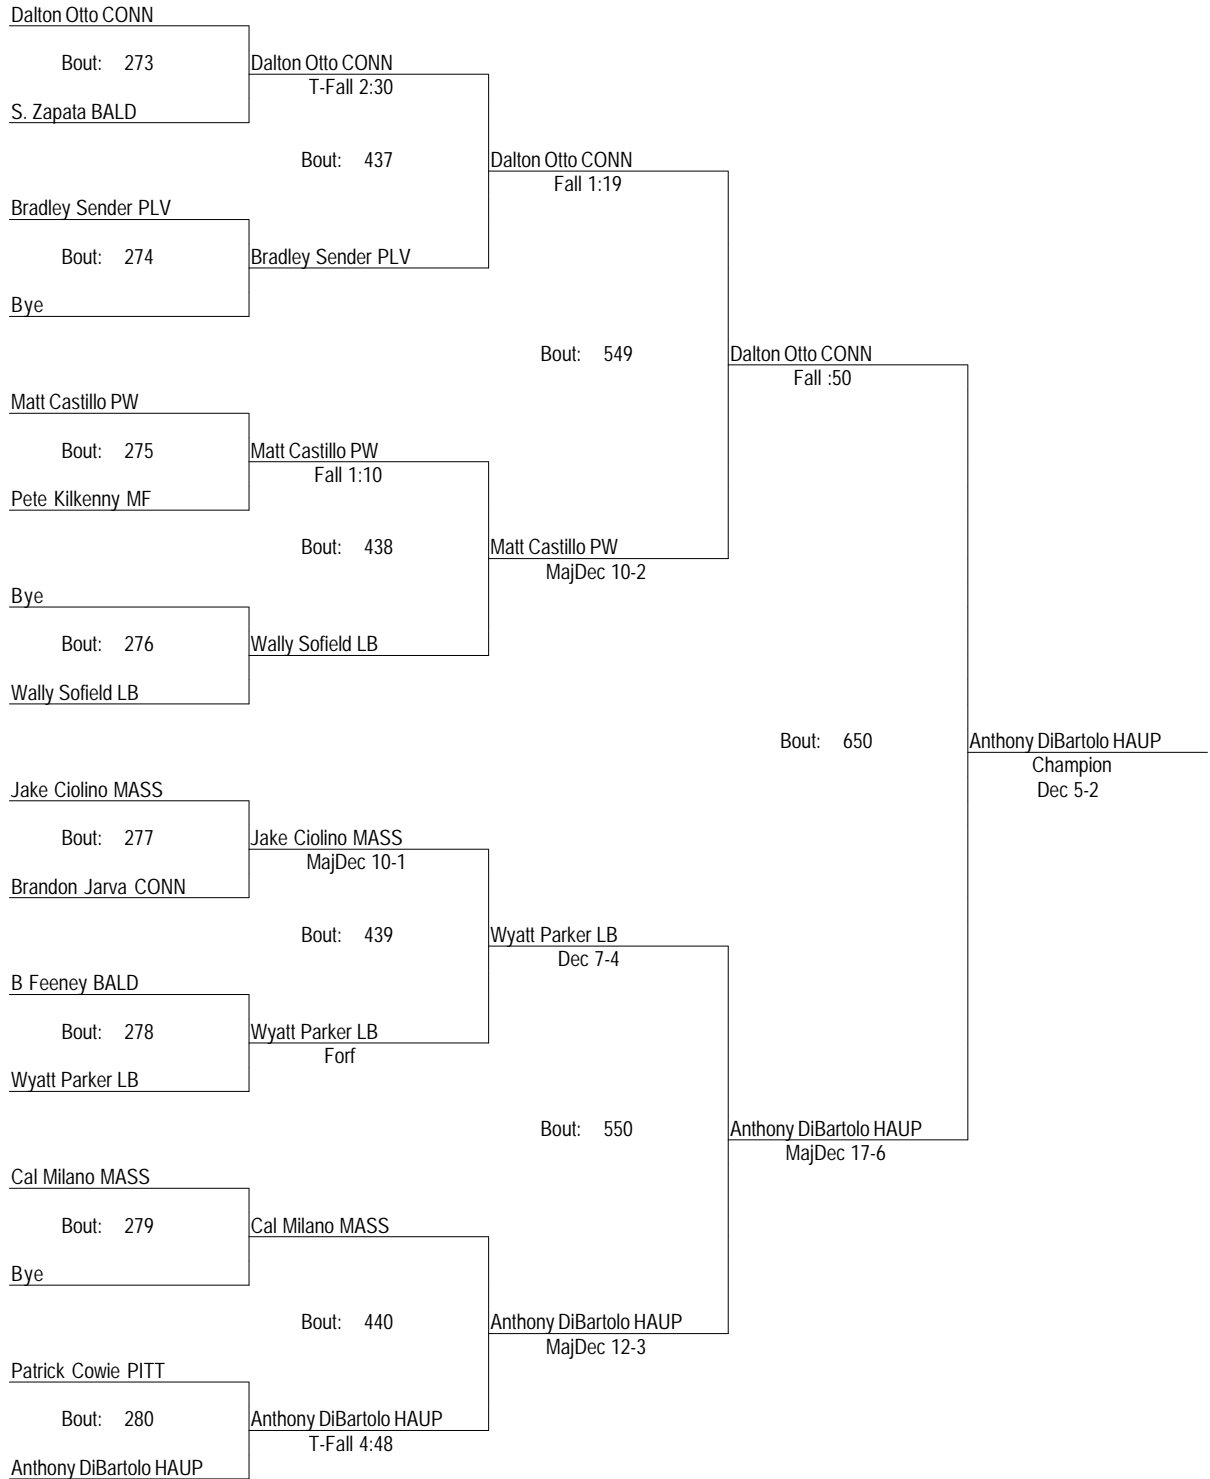 Dalton Otto CONN
Bout: 273
Dalton Otto CONN
T-Fall 2:30
S. Zapata BALD
Bout: 437
Dalton Otto CONN
Fall 1:19
Bradley Sender PLV
Bout: 274
Bradley Sender PLV
Bye
Bout: 549
Dalton Otto CONN
Fall :50
Matt Castillo PW
Bout: 275
Matt Castillo PW
Fall 1:10
Pete Kilkenny MF
Bout: 438
Matt Castillo PW
MajDec 10-2
Bye
Bout: 276
Wally Sofield LB
Wally Sofield LB
Bout: 650
Anthony DiBartolo HAUP
Champion
Dec 5-2
Jake Ciolino MASS
Bout: 277
Jake Ciolino MASS
MajDec 10-1
Brandon Jarva CONN
Bout: 439
Wyatt Parker LB
Dec 7-4
B Feeney BALD
Bout: 278
Wyatt Parker LB
Forf
Wyatt Parker LB
Bout: 550
Anthony DiBartolo HAUP
MajDec 17-6
Cal Milano MASS
Bout: 279
Cal Milano MASS
Bye
Bout: 440
Anthony DiBartolo HAUP
MajDec 12-3
Patrick Cowie PITT
Bout: 280
Anthony DiBartolo HAUP
T-Fall 4:48
Anthony DiBartolo HAUP